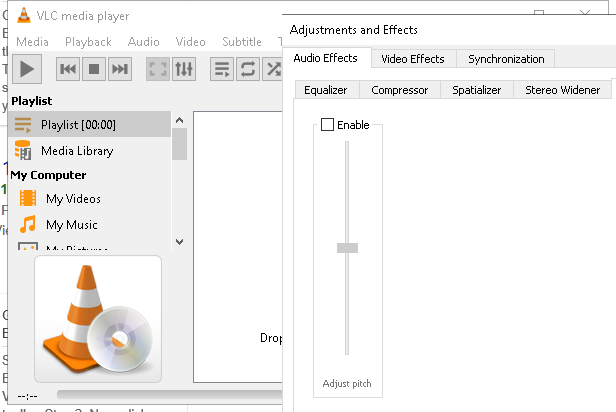 VLC media player
Media Playback Audio Video Subtitle
Playlist
Playlist [00:00]
Media Library
My Computer
My Videos
My Music
My Pictures
Drop
--:--
Adjustments and Effects
Audio Effects Video Effects Synchronization
Equalizer Compressor Spatializer Stereo Widener
Enable
Adjust pitch